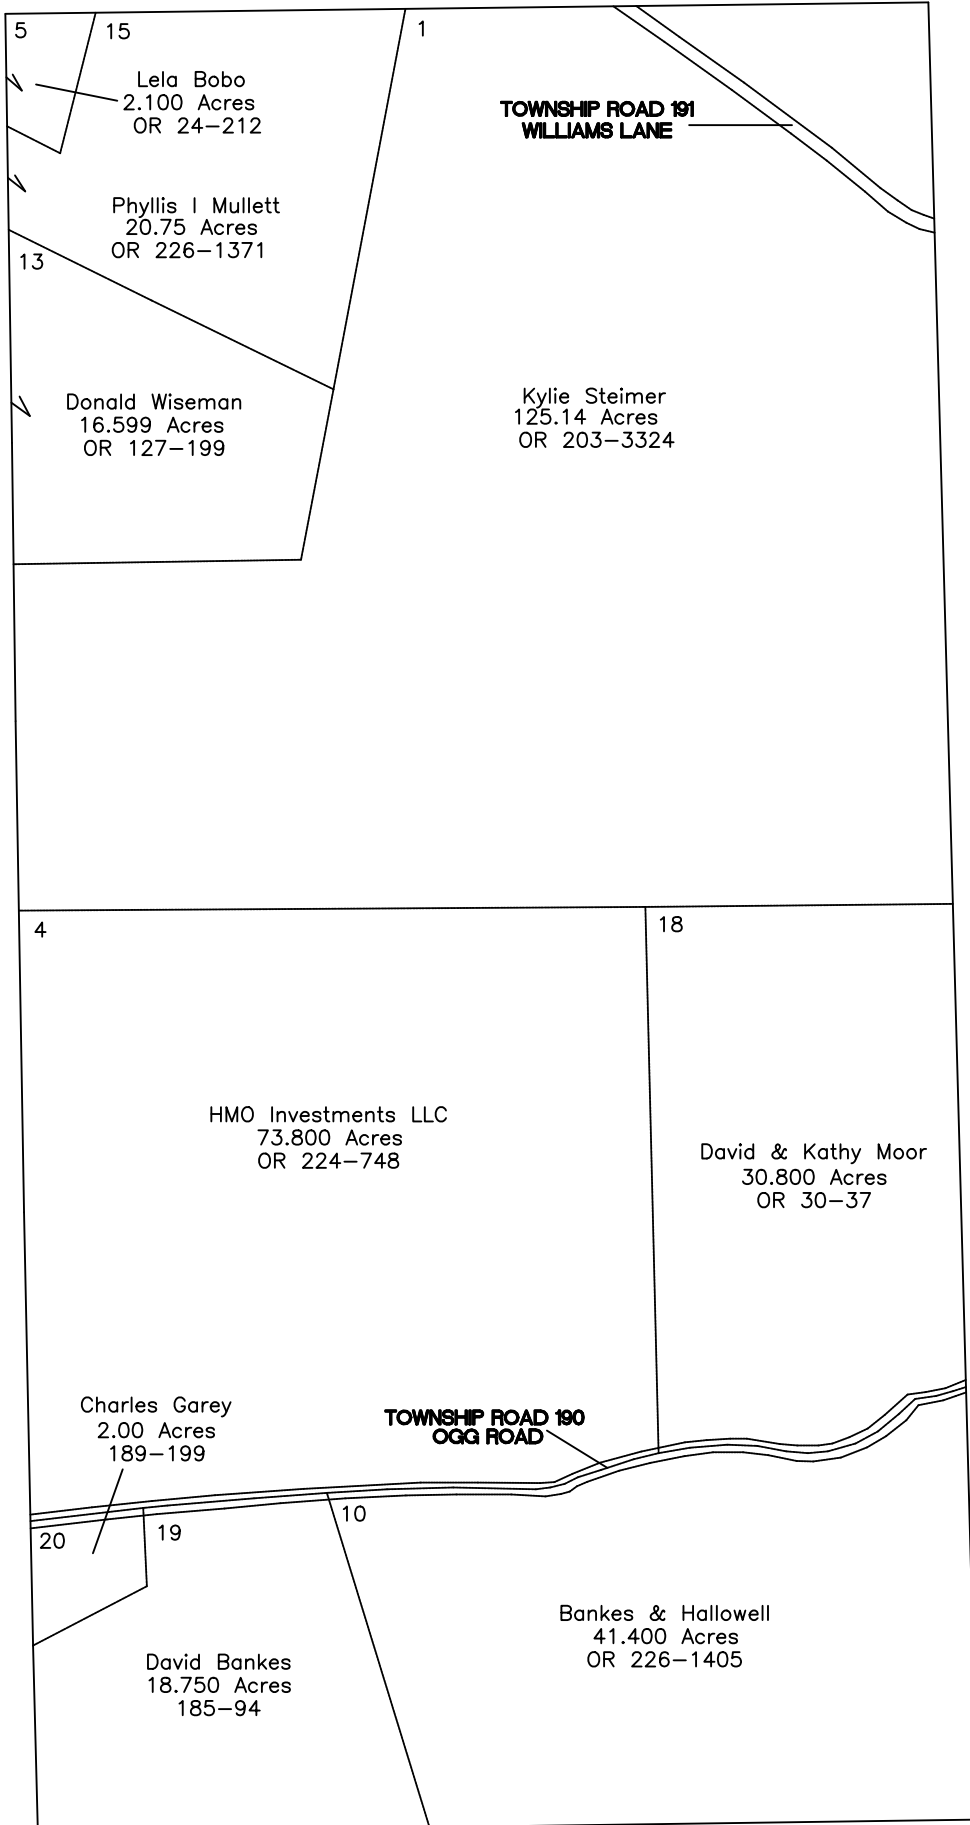 5
15
1
Lela Bobo
2.100 Acres
OR 24-212
TOWNSHIP ROAD 191
WILLIAMS LANE
Phyllis I Mullett
20.75 Acres
OR 226-1371
13
Donald Wiseman
16.599 Acres
OR 127-199
Kylie Steimer
125.14 Acres
OR 203-3324
4
18
HMO Investments LLC
73.800 Acres
OR 224-748
David & Kathy Moor
30.800 Acres
OR 30-37
Charles Garey
2.00 Acres
189-199
TOWNSHIP ROAD 190
OGG ROAD
20
19
10
Bankes & Hallowell
41.400 Acres
OR 226-1405
David Bankes
18.750 Acres
185-94